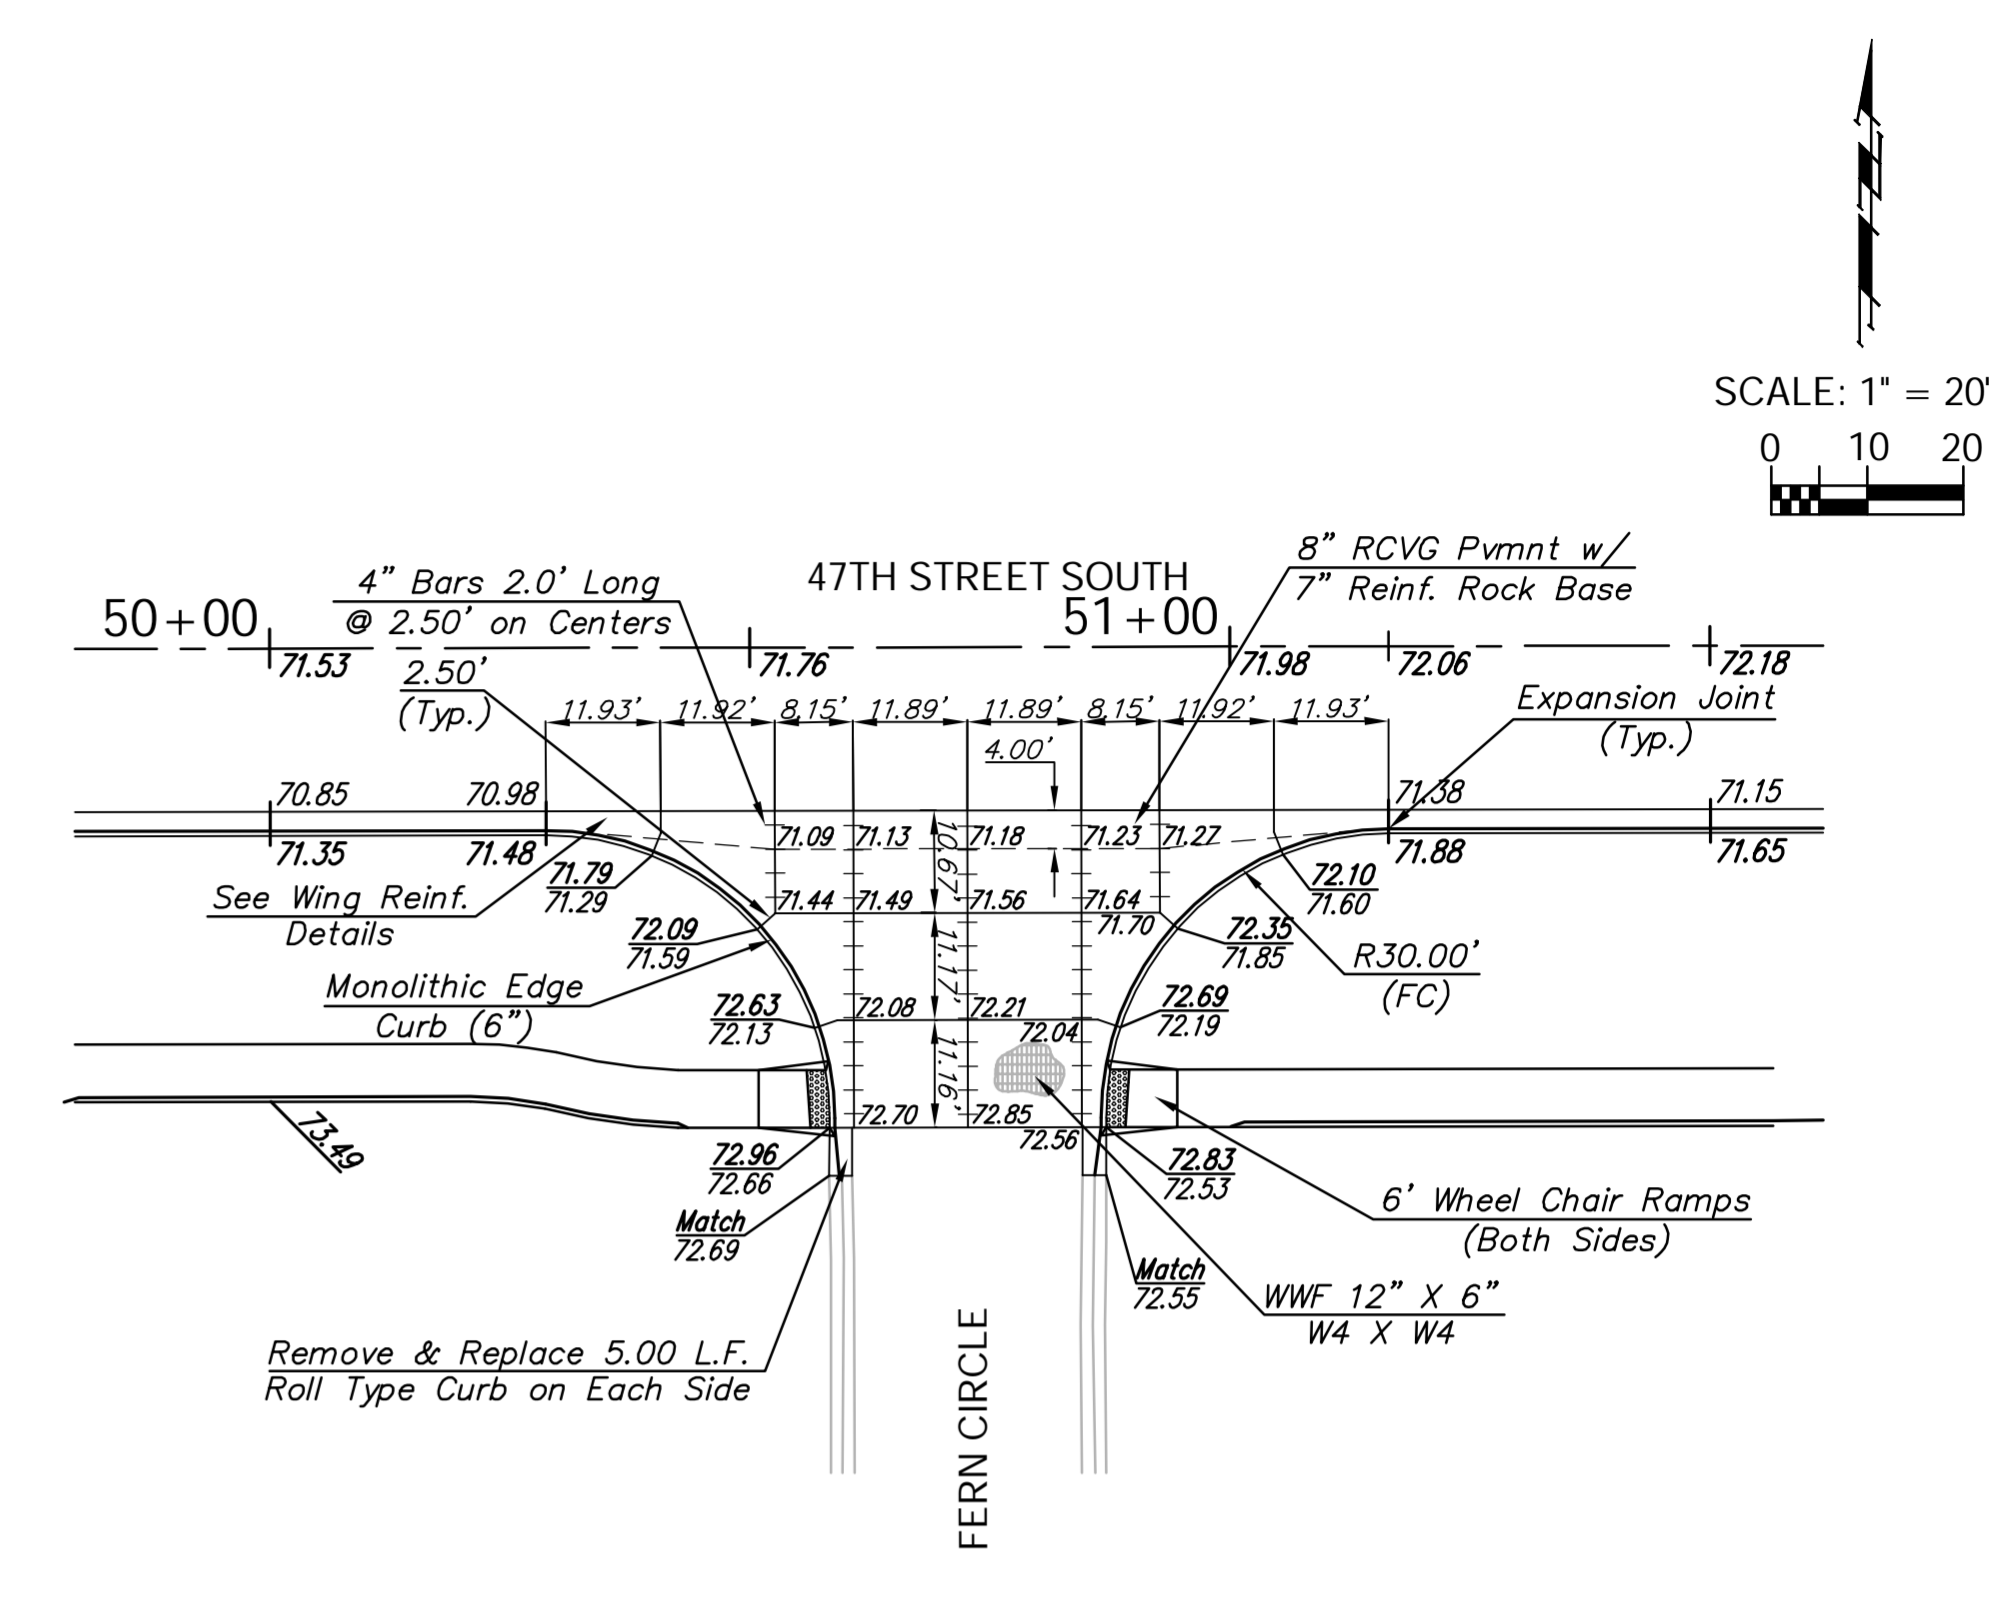 SCALE: 1" = 20'
0 10 20
8” RCVG Pvmnt w/
7” Reinf. Rock Base
47TH STREET SOUTH
4” Bars 2.0’ Long
@ 2.50’ on Centers
50+00
51+00
71.53
71.76
71.98
72.06
72.18
2.50’
(Typ.)
Expansion Joint
(Typ.)
11.93’ 11.92’ 8.15’ 11.89’ 11.89’ 8.15’ 11.92’ 11.93’
4.00’
70.85
70.98
71.38
71.15
71.35
71.48
71.88
71.65
71.09 71.13 71.18 71.23 71.27
10.67’
71.79
71.29
72.10
71.60
See Wing Reinf.
Details
71.44 71.49 71.56 71.64
71.70
72.09
71.59
72.35
71.85
11.17’
R30.00’
(FC)
Monolithic Edge
Curb (6”)
72.63
72.13
72.08 72.21
72.04
72.69
72.19
11.16’
72.70 72.85
72.56
73.49
72.96
72.66
72.83
72.53
6’ Wheel Chair Ramps
(Both Sides)
Match
72.69
Match
72.55
WWF 12” X 6”
W4 X W4
Remove & Replace 5.00 L.F.
Roll Type Curb on Each Side
FERN CIRCLE